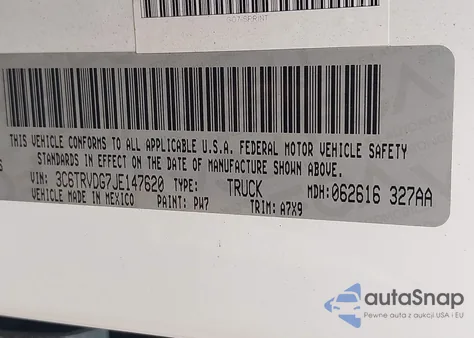 THIS VEHICLE CONFORMS TO ALL APPLICABLE U.S.A. FEDERAL MOTOR VEHICLE SAFETY
STANDARDS IN EFFECT ON THE DATE OF MANUFACTURE SHOWN ABOVE.
VIN: 3C6TRVDG7JE147620 TYPE: TRUCK MDH:062616 327AA
VEHICLE MADE IN MEXICO PAINT: PW7 TRIM: A7X9
autoSnap
Pewne auta z aukcji USA i EU